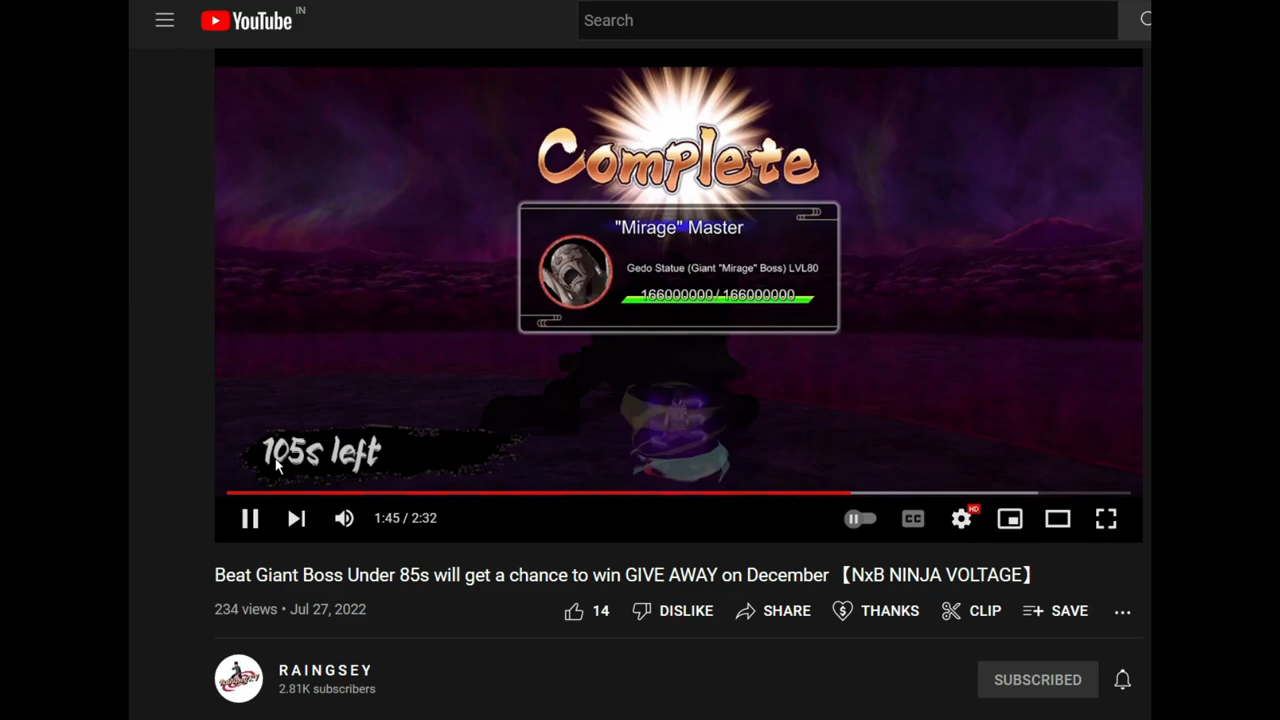 YouTube IN
Search
Complete
"Mirage" Master
Gedo Statue (Giant "Mirage" Boss) LVL80
166000000/ 166000000
105s left
1:45 / 2:32
CC
HD
Beat Giant Boss Under 85s will get a chance to win GIVE AWAY on December 【NxB NINJA VOLTAGE】
234 views • Jul 27, 2022
14 DISLIKE SHARE THANKS CLIP SAVE ...
RAINGSEY
2.81K subscribers
SUBSCRIBED